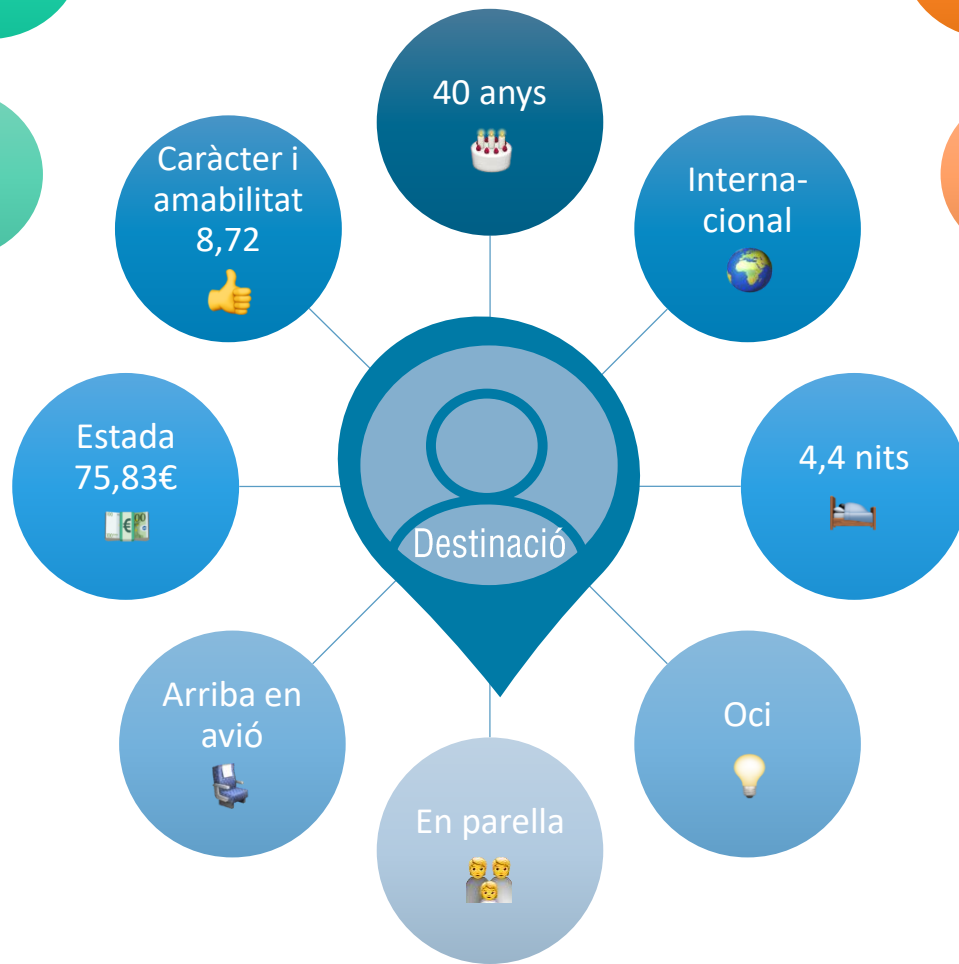 40 anys
Caràcter i
amabilitat
8,72
Interna-
cional
Estada
75,83€
4,4 nits
Destinació
Arriba en
avió
Oci
En parella